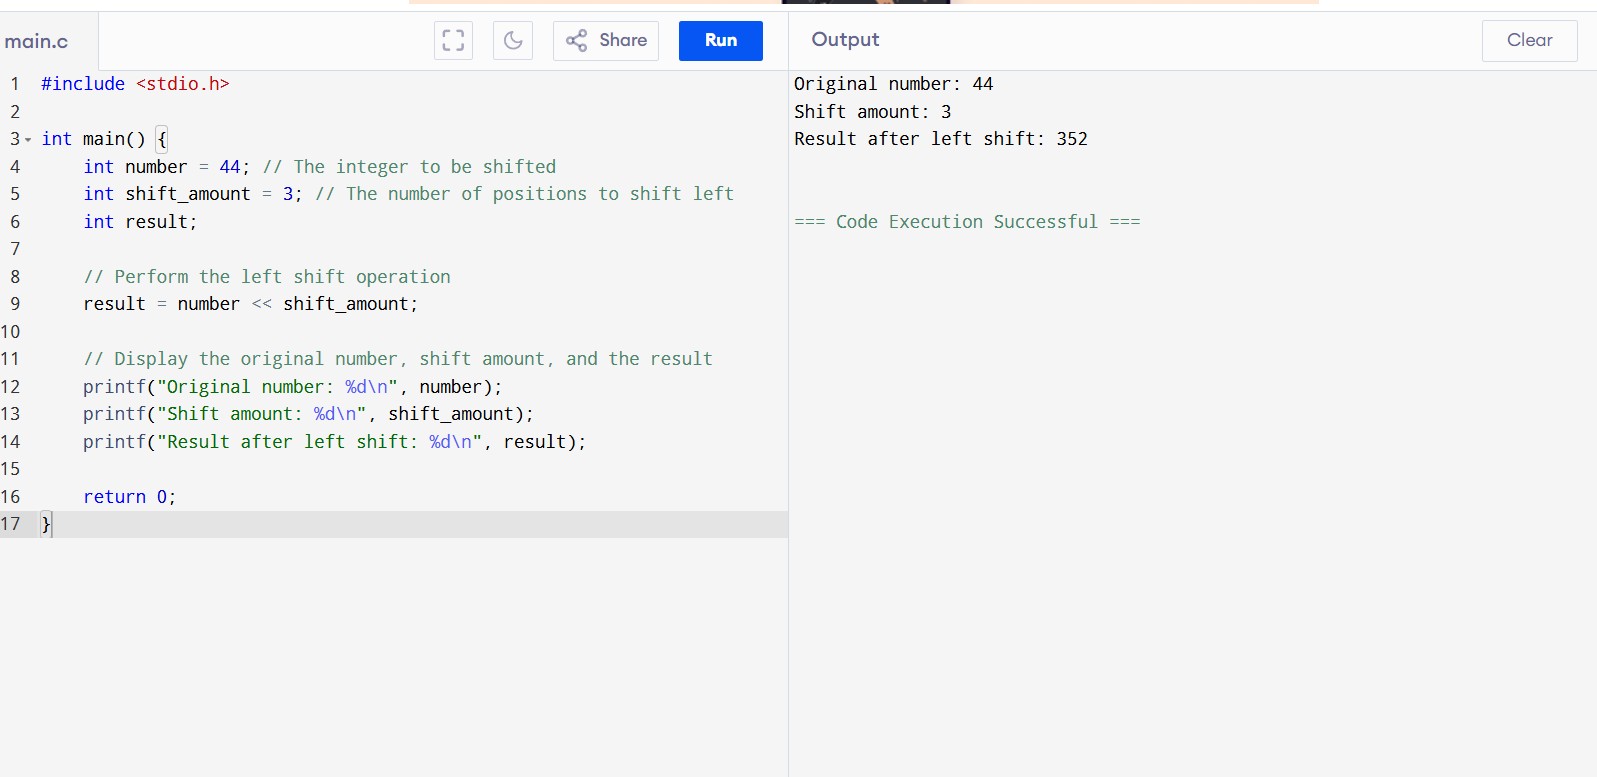 main.c
Share
Run
Output
Clear
1 #include <stdio.h>
2
3 int main() {
4     int number = 44; // The integer to be shifted
5     int shift_amount = 3; // The number of positions to shift left
6     int result;
7
8     // Perform the left shift operation
9     result = number << shift_amount;
10
11     // Display the original number, shift amount, and the result
12     printf("Original number: %d\n", number);
13     printf("Shift amount: %d\n", shift_amount);
14     printf("Result after left shift: %d\n", result);
15
16     return 0;
17 }
Original number: 44
Shift amount: 3
Result after left shift: 352
=== Code Execution Successful ===